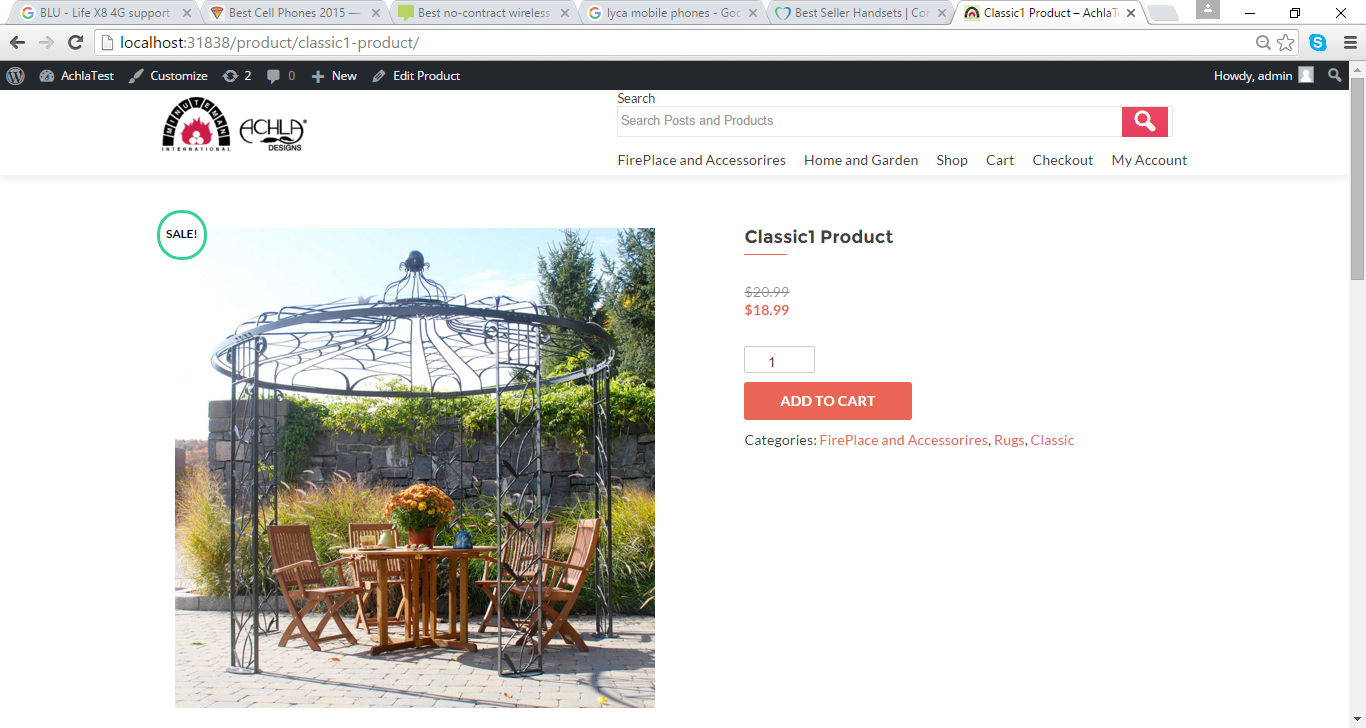 BLU - Life X8 4G support
Best Cell Phones 2015 —
Best no-contract wireless
lyca mobile phones - Goo
Best Seller Handsets | Cor
Classic1 Product – AchlaTe
localhost:31838/product/classic1-product/
AchlaTest Customize 2 0 New Edit Product Howdy, admin
MINUTEMAN
INTERNATIONAL
ACHLA®
DESIGNS
Search
Search Posts and Products
FirePlace and Accessorires Home and Garden Shop Cart Checkout My Account
SALE!
Classic1 Product
$20.99
$18.99
1
ADD TO CART
Categories: FirePlace and Accessorires, Rugs, Classic